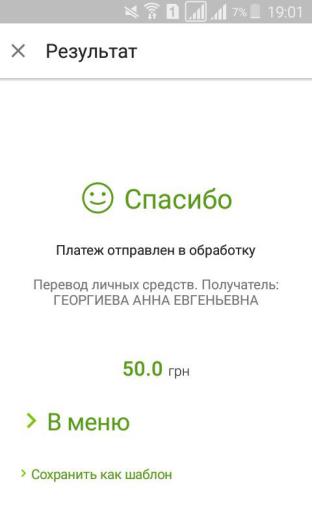 1 7% 19:01
Результат
Спасибо
Платеж отправлен в обработку
Перевод личных средств. Получатель:
ГЕОРГИЕВА АННА ЕВГЕНЬЕВНА
50.0 грн
В меню
Сохранить как шаблон